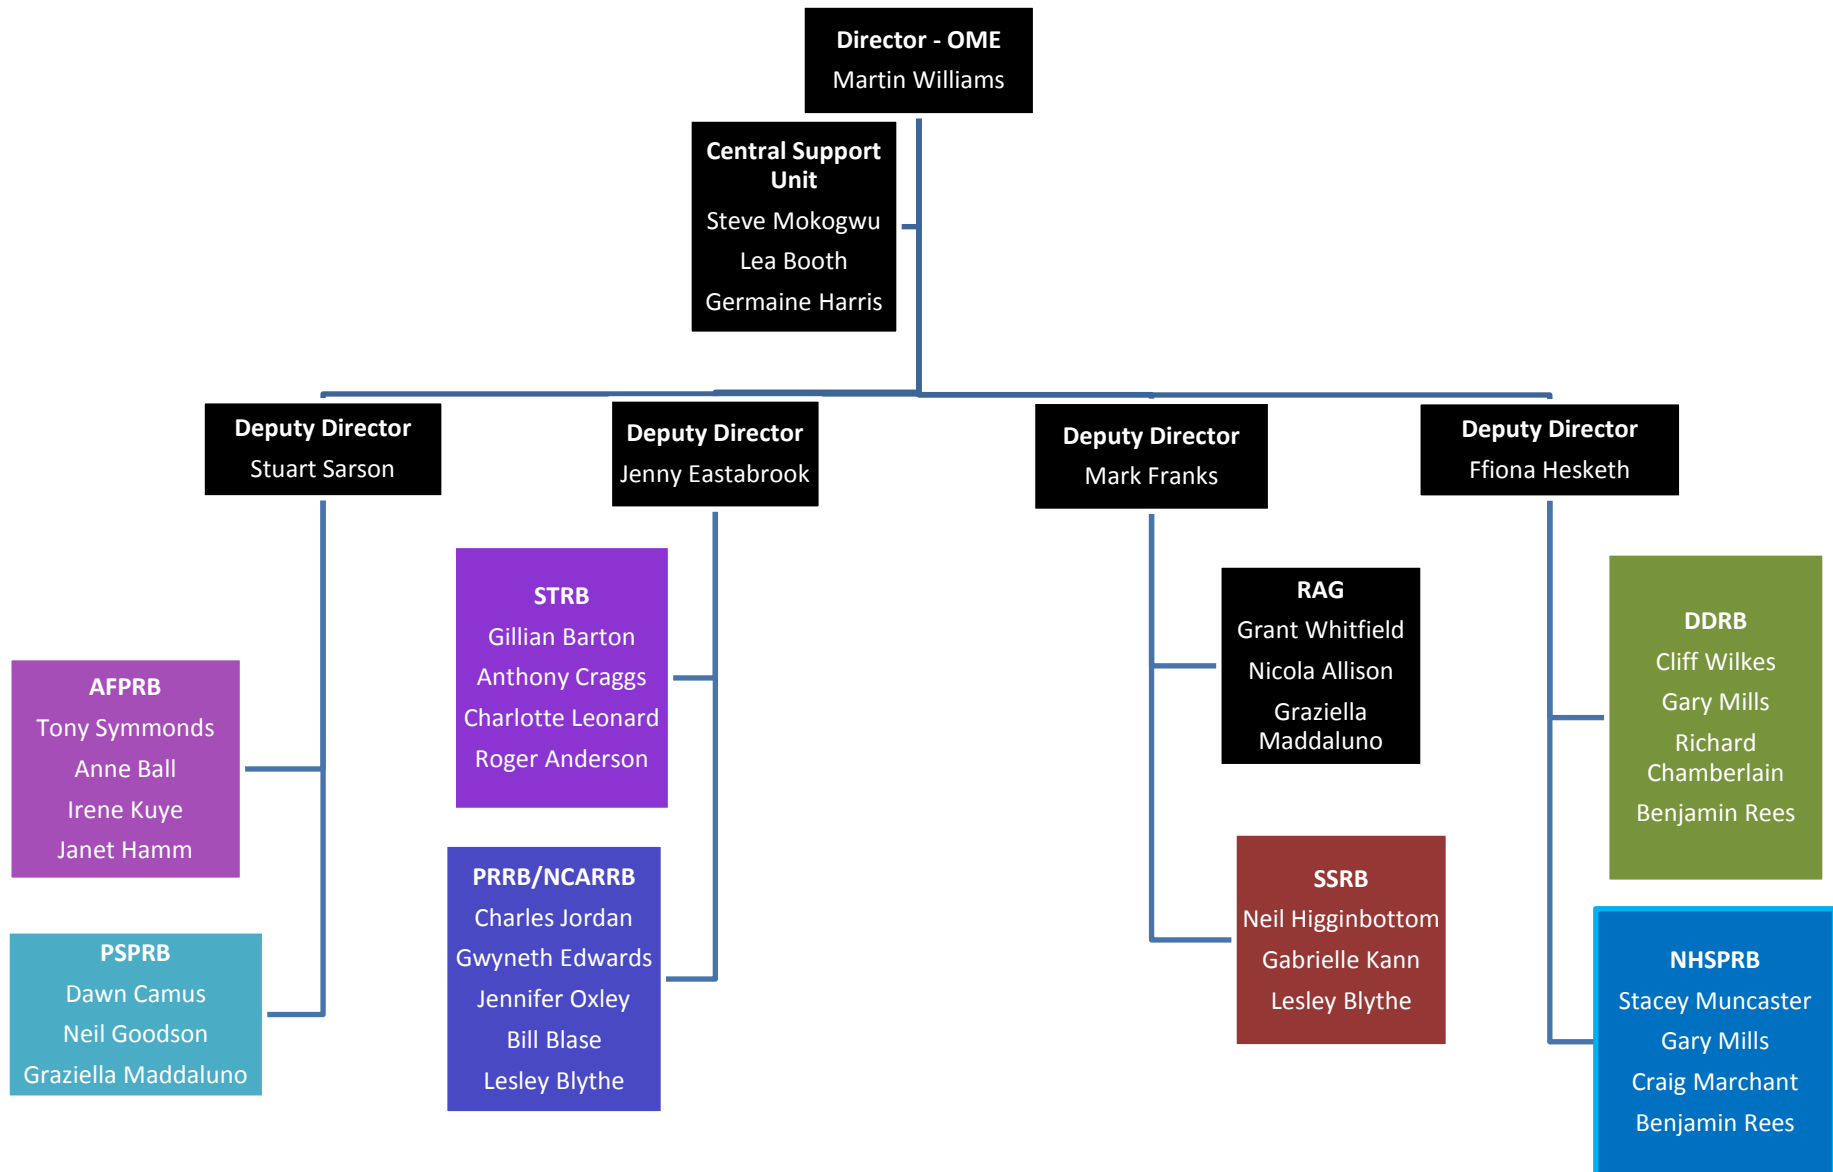 Director - OME
Martin Williams
Central Support
Unit
Steve Mokogwu
Lea Booth
Germaine Harris
Deputy Director
Stuart Sarson
Deputy Director
Jenny Eastabrook
Deputy Director
Mark Franks
Deputy Director
Ffiona Hesketh
AFPRB
Tony Symmonds
Anne Ball
Irene Kuye
Janet Hamm
PSPRB
Dawn Camus
Neil Goodson
Graziella Maddaluno
STRB
Gillian Barton
Anthony Craggs
Charlotte Leonard
Roger Anderson
PRRB/NCARRB
Charles Jordan
Gwyneth Edwards
Jennifer Oxley
Bill Blase
Lesley Blythe
RAG
Grant Whitfield
Nicola Allison
Graziella
Maddaluno
SSRB
Neil Higginbottom
Gabrielle Kann
Lesley Blythe
DDRB
Cliff Wilkes
Gary Mills
Richard
Chamberlain
Benjamin Rees
NHSPRB
Stacey Muncaster
Gary Mills
Craig Marchant
Benjamin Rees